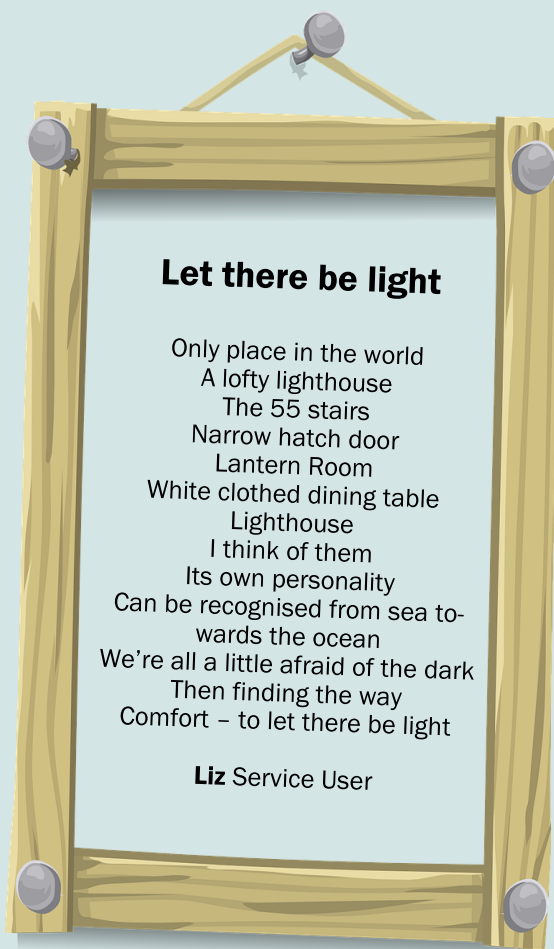 Let there be light
Only place in the world
A lofty lighthouse
The 55 stairs
Narrow hatch door
Lantern Room
White clothed dining table
Lighthouse
I think of them
Its own personality
Can be recognised from sea to-
wards the ocean
We’re all a little afraid of the dark
Then finding the way
Comfort – to let there be light
Liz Service User